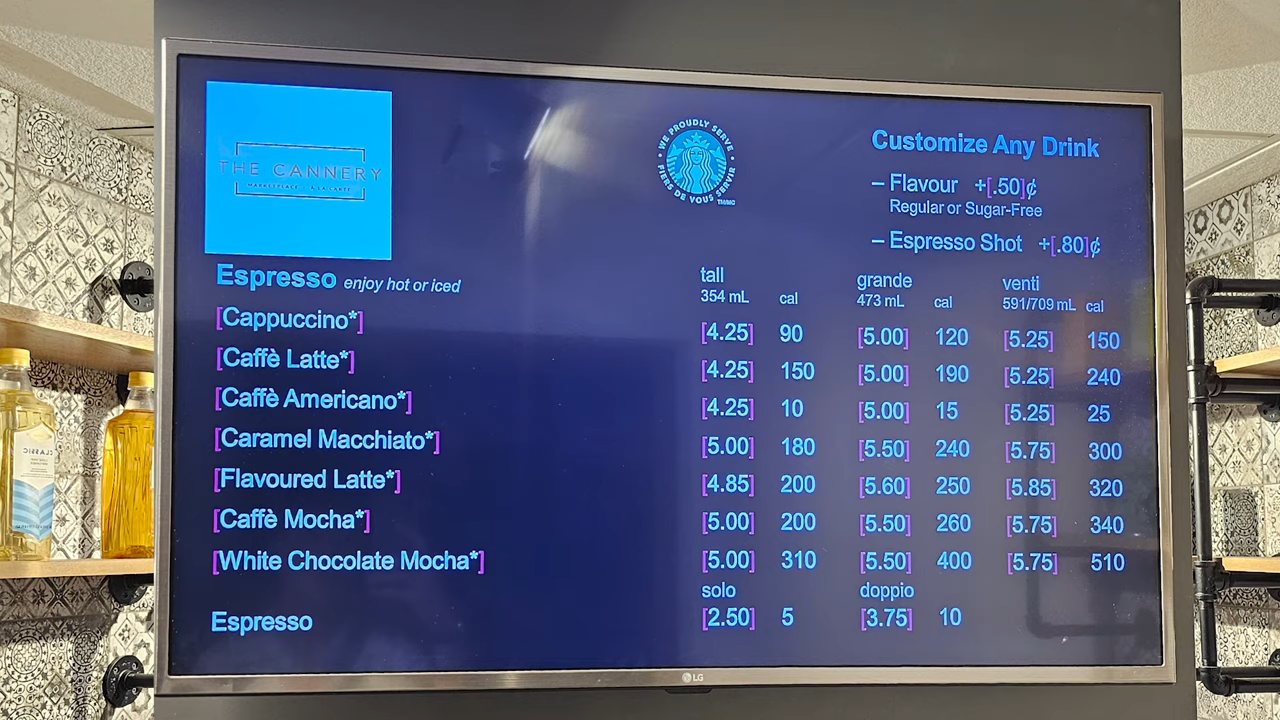 THE CANNERY
MARKETPLACE · À LA CARTE
WE PROUDLY SERVE
FIERS DE VOUS SERVIR
TM/MC
Customize Any Drink
– Flavour +[.50]¢
Regular or Sugar-Free
– Espresso Shot +[.80]¢
Espresso enjoy hot or iced
tall grande venti
354 mL cal 473 mL cal 591/709 mL cal
[Cappuccino*] [4.25] 90 [5.00] 120 [5.25] 150
[Caffè Latte*] [4.25] 150 [5.00] 190 [5.25] 240
[Caffè Americano*] [4.25] 10 [5.00] 15 [5.25] 25
[Caramel Macchiato*] [5.00] 180 [5.50] 240 [5.75] 300
[Flavoured Latte*] [4.85] 200 [5.60] 250 [5.85] 320
[Caffè Mocha*] [5.00] 200 [5.50] 260 [5.75] 340
[White Chocolate Mocha*] [5.00] 310 [5.50] 400 [5.75] 510
solo doppio
Espresso [2.50] 5 [3.75] 10
CLASSIC
LG